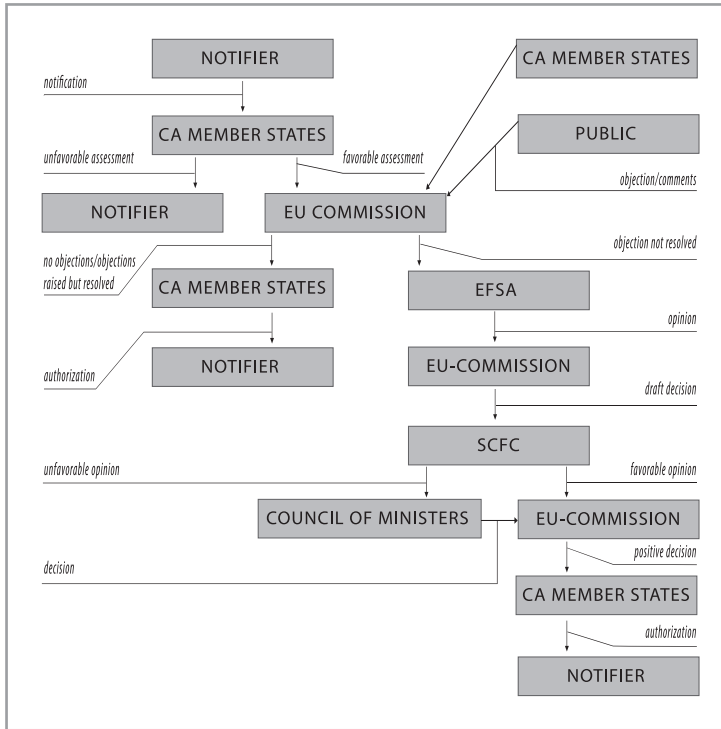 NOTIFIER
CA MEMBER STATES
notification
CA MEMBER STATES
PUBLIC
unfavorable assessment
favorable assessment
objection/comments
NOTIFIER
EU COMMISSION
no objections/objections
raised but resolved
objection not resolved
CA MEMBER STATES
EFSA
opinion
authorization
NOTIFIER
EU-COMMISSION
draft decision
SCFC
unfavorable opinion
favorable opinion
COUNCIL OF MINISTERS
EU-COMMISSION
decision
positive decision
CA MEMBER STATES
authorization
NOTIFIER